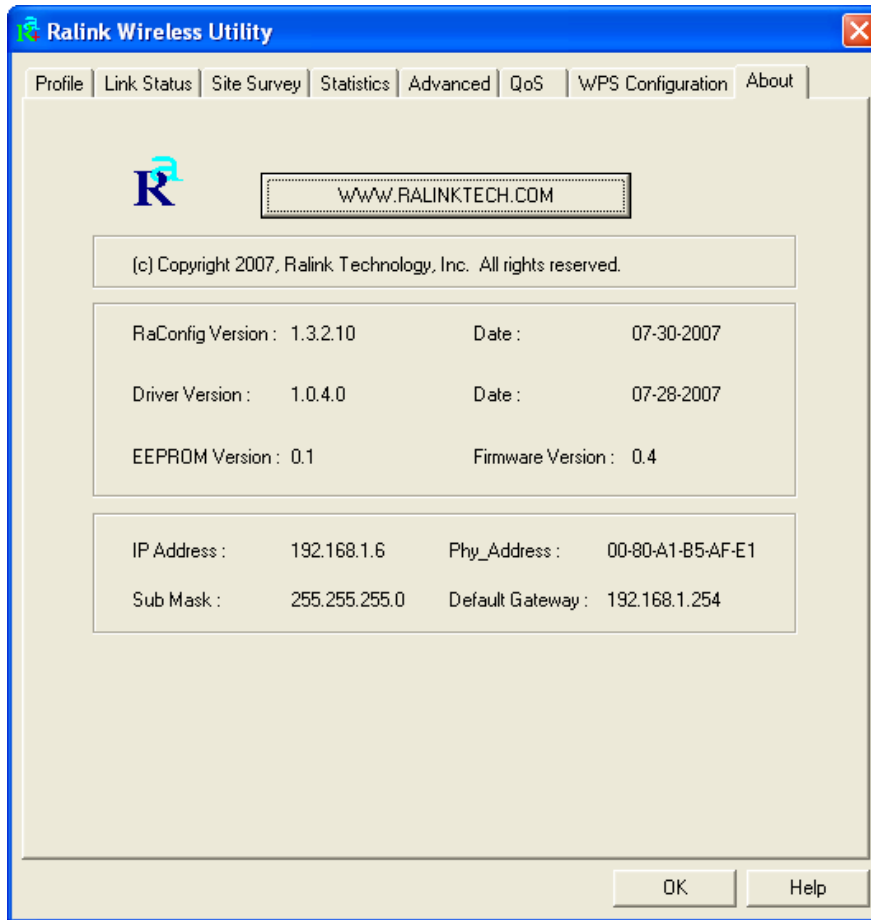 Ralink Wireless Utility
Profile Link Status Site Survey Statistics Advanced QoS WPS Configuration About
Ra
WWW.RALINKTECH.COM
(c) Copyright 2007, Ralink Technology, Inc. All rights reserved.
RaConfig Version : 1.3.2.10 Date : 07-30-2007
Driver Version : 1.0.4.0 Date : 07-28-2007
EEPROM Version : 0.1 Firmware Version : 0.4
IP Address : 192.168.1.6 Phy_Address : 00-80-A1-B5-AF-E1
Sub Mask : 255.255.255.0 Default Gateway : 192.168.1.254
OK Help